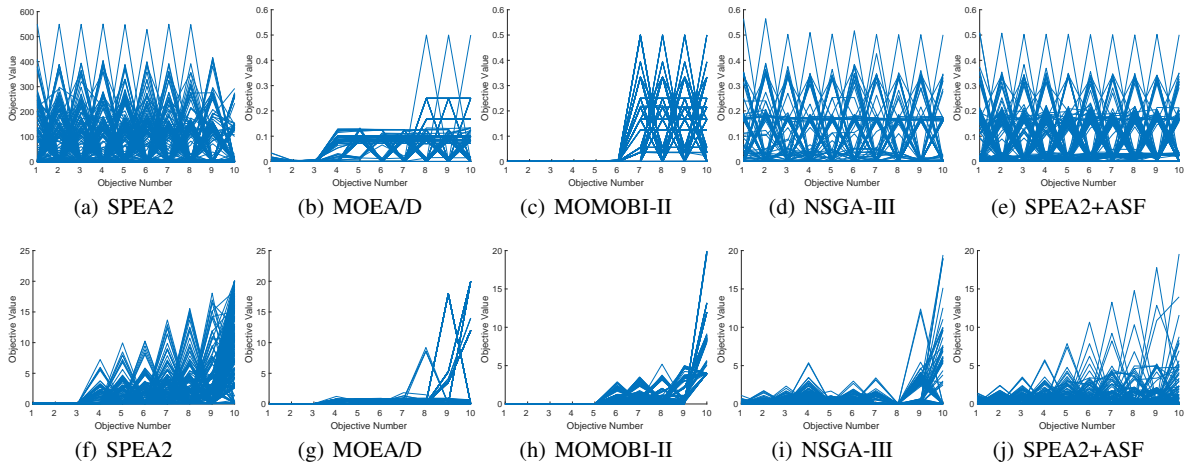 600
500
400
300
200
100
0
Objective Value
1 2 3 4 5 6 7 8 9 10
Objective Number
(a) SPEA2
0.6
0.5
0.4
0.3
0.2
0.1
0
Objective Value
1 2 3 4 5 6 7 8 9 10
Objective Number
(b) MOEA/D
0.6
0.5
0.4
0.3
0.2
0.1
0
Objective Value
1 2 3 4 5 6 7 8 9 10
Objective Number
(c) MOMOBI-II
0.6
0.5
0.4
0.3
0.2
0.1
0
Objective Value
1 2 3 4 5 6 7 8 9 10
Objective Number
(d) NSGA-III
0.6
0.5
0.4
0.3
0.2
0.1
0
Objective Value
1 2 3 4 5 6 7 8 9 10
Objective Number
(e) SPEA2+ASF
25
20
15
10
5
0
Objective Value
1 2 3 4 5 6 7 8 9 10
Objective Number
(f) SPEA2
25
20
15
10
5
0
Objective Value
1 2 3 4 5 6 7 8 9 10
Objective Number
(g) MOEA/D
20
15
10
5
0
Objective Value
1 2 3 4 5 6 7 8 9 10
Objective Number
(h) MOMOBI-II
20
15
10
5
0
Objective Value
1 2 3 4 5 6 7 8 9 10
Objective Number
(i) NSGA-III
20
15
10
5
0
Objective Value
1 2 3 4 5 6 7 8 9 10
Objective Number
(j) SPEA2+ASF